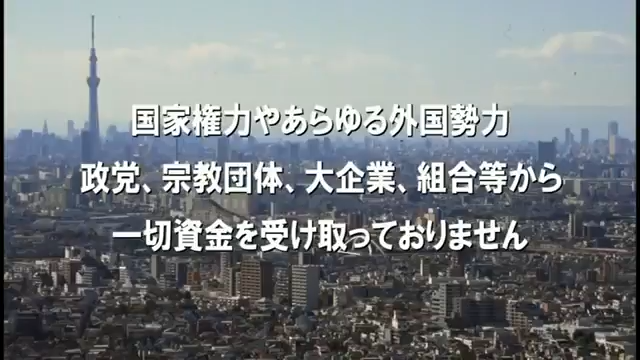 国家権力やあらゆる外国勢力
政党、宗教団体、大企業、組合等から
一切資金を受け取っておりません